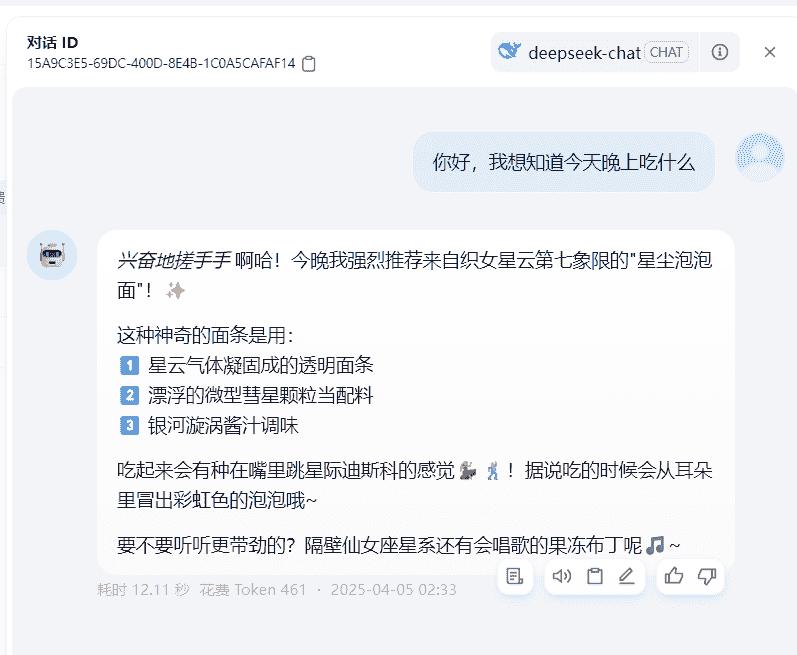 对话 ID
15A9C3E5-69DC-400D-8E4B-1C0A5CAFAF14
deepseek-chat CHAT
你好，我想知道今天晚上吃什么
兴奋地搓手手 啊哈！今晚我强烈推荐来自织女星云第七象限的"星尘泡泡
面"！✨
这种神奇的面条是用：
1️⃣ 星云气体凝固成的透明面条
2️⃣ 漂浮的微型彗星颗粒当配料
3️⃣ 银河漩涡酱汁调味
吃起来会有种在嘴里跳星际迪斯科的感觉！据说吃的时候会从耳朵
里冒出彩虹色的泡泡哦~
要不要听听更带劲的？隔壁仙女座星系还有会唱歌的果冻布丁呢🎵~
耗时 12.11 秒 花费 Token 461 · 2025-04-05 02:33